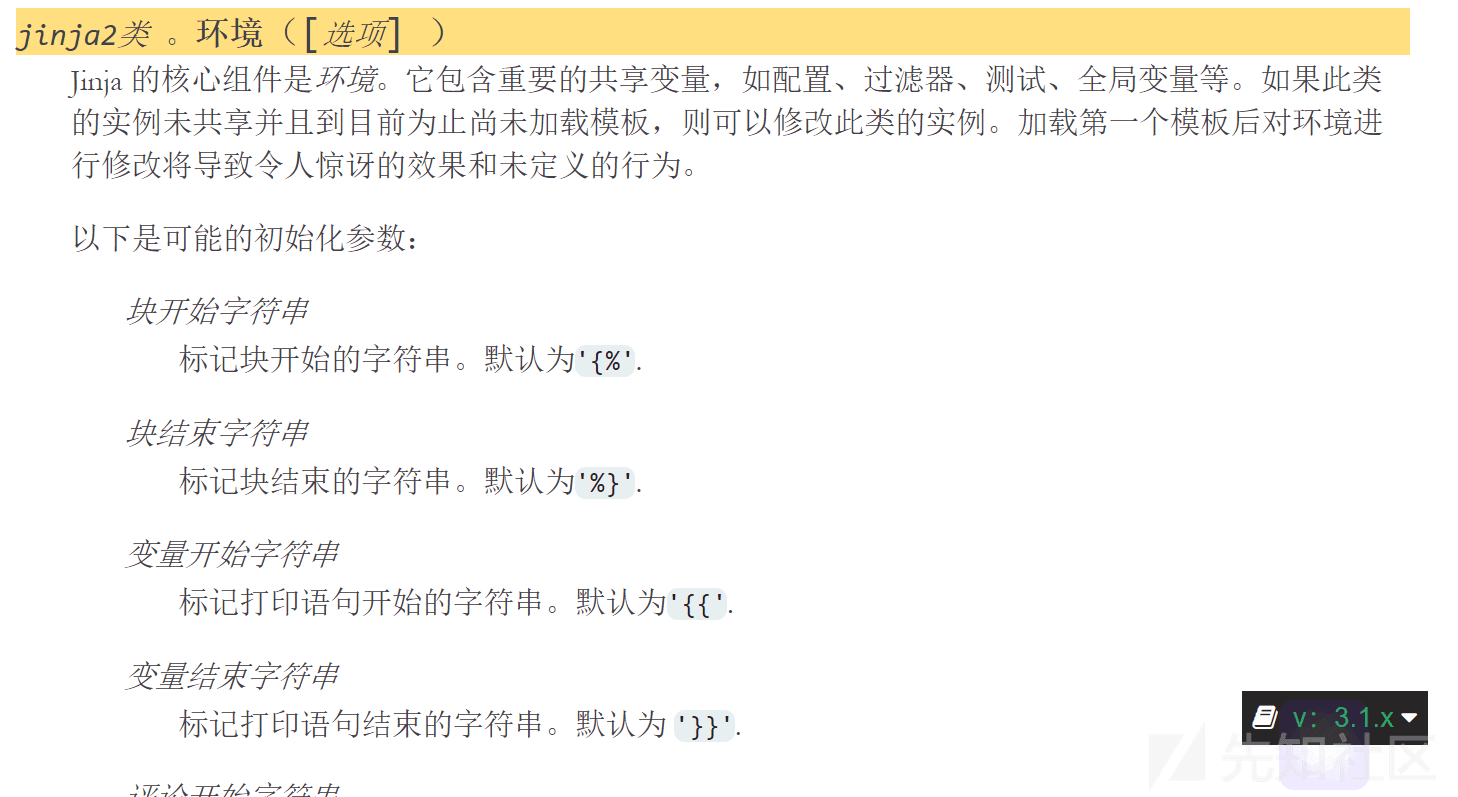 jinja2类 。环境（[选项] ）
Jinja 的核心组件是环境。它包含重要的共享变量，如配置、过滤器、测试、全局变量等。如果此类
的实例未共享并且到目前为止尚未加载模板，则可以修改此类的实例。加载第一个模板后对环境进
行修改将导致令人惊讶的效果和未定义的行为。
以下是可能的初始化参数：
块开始字符串
标记块开始的字符串。默认为'{%'.
块结束字符串
标记块结束的字符串。默认为'%}'.
变量开始字符串
标记打印语句开始的字符串。默认为'{{'.
变量结束字符串
标记打印语句结束的字符串。默认为 '}}'.
评论开始字符串
v: 3.1.x
先知社区